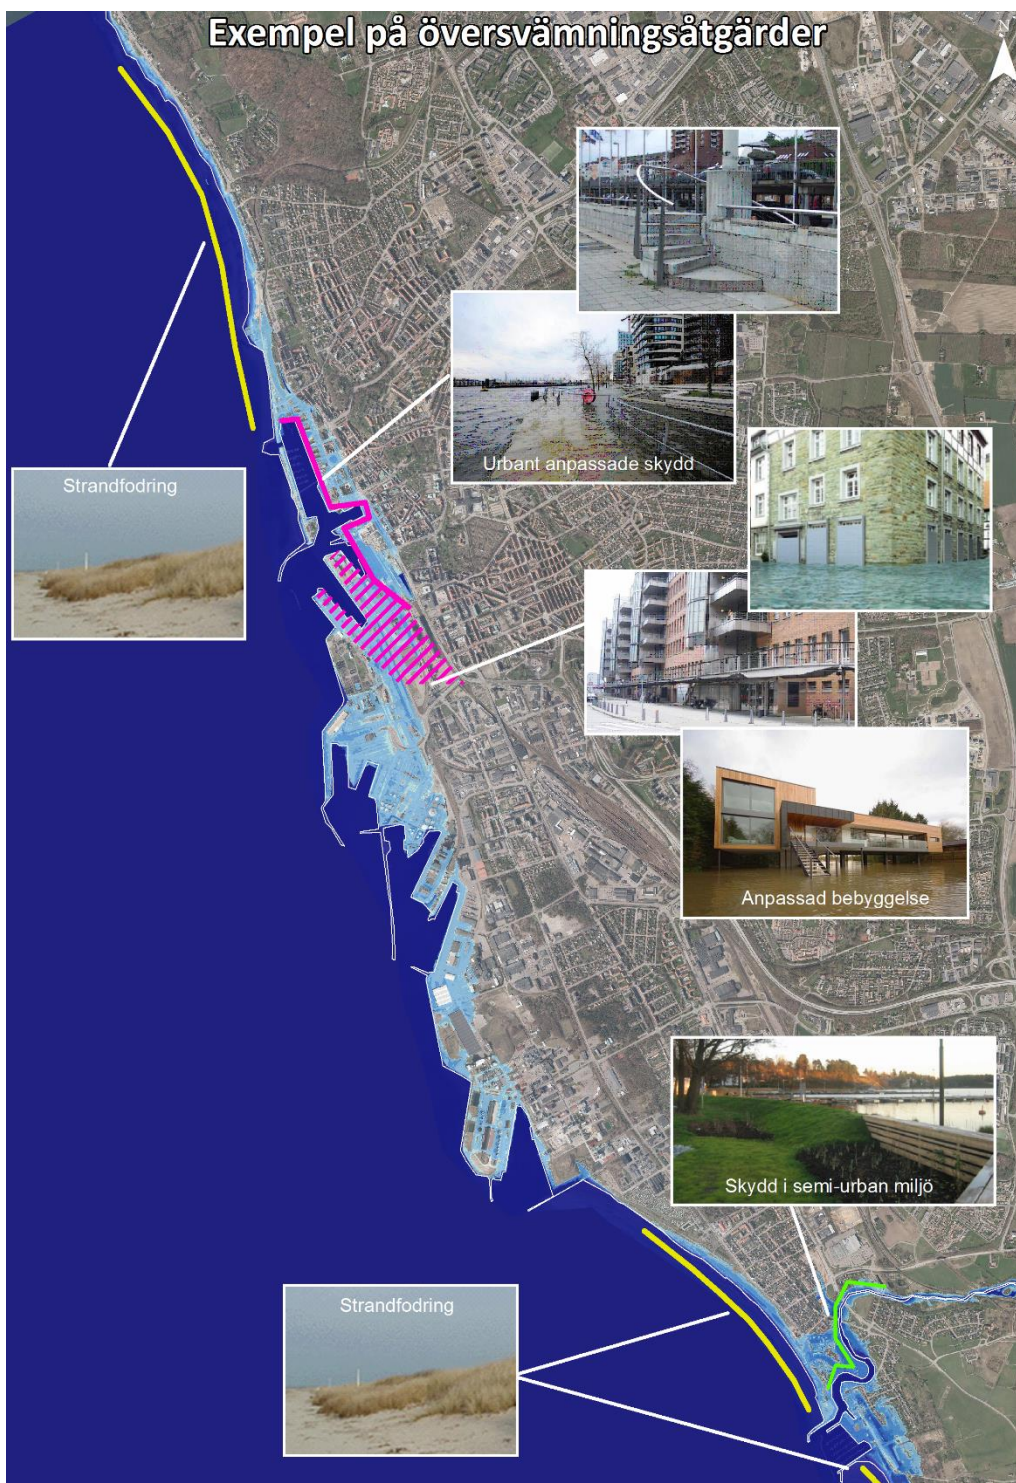 Exempel på översvämningsåtgärder
N
Urbant anpassade skydd
Strandfodring
Anpassad bebyggelse
Skydd i semi-urban miljö
Strandfodring